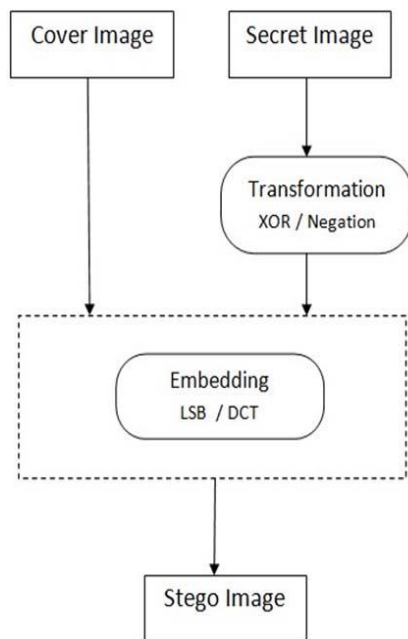 Cover Image
Secret Image
Transformation
XOR / Negation
Embedding
LSB / DCT
Stego Image